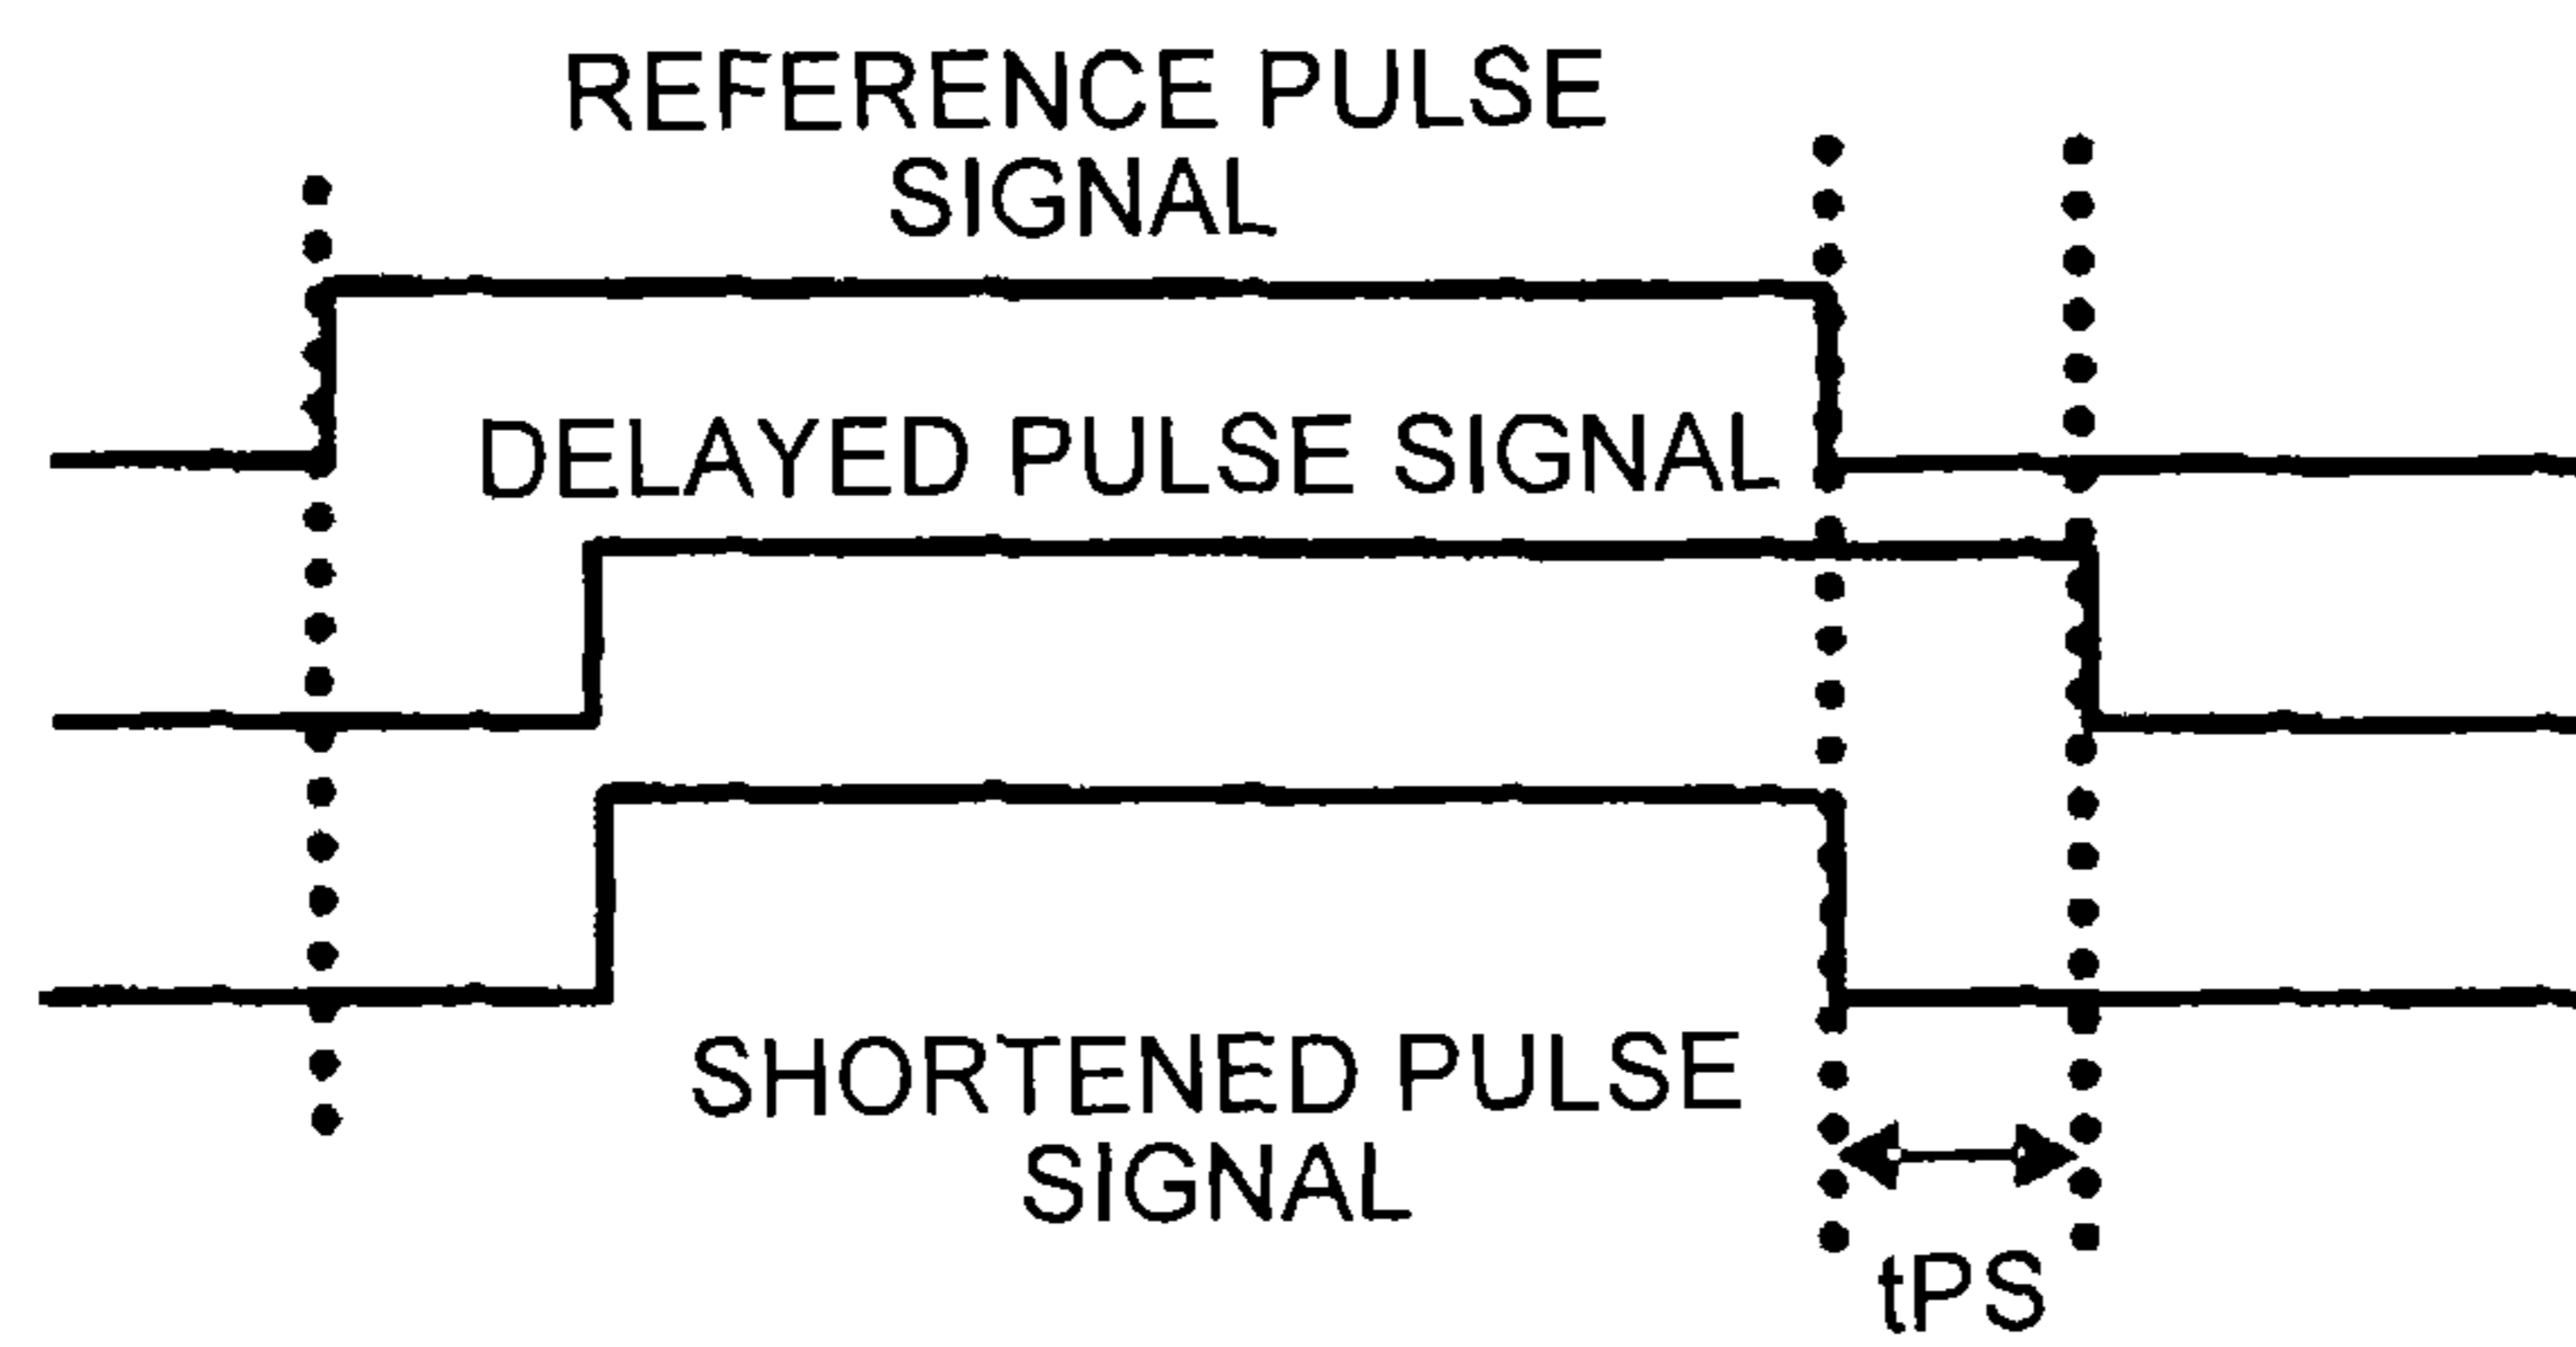 REFERENCE PULSE
SIGNAL
DELAYED PULSE SIGNAL
SHORTENED PULSE
SIGNAL
tPS